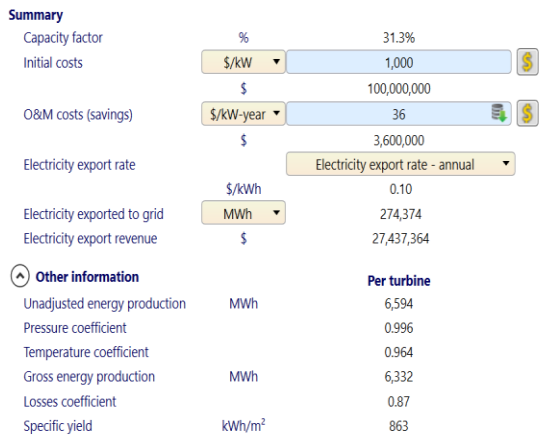 Summary
Capacity factor % 31.3%
Initial costs $/kW 1,000 $
$ 100,000,000
O&M costs (savings) $/kW-year 36 $
$ 3,600,000
Electricity export rate Electricity export rate - annual
$/kWh 0.10
Electricity exported to grid MWh 274,374
Electricity export revenue $ 27,437,364
Other information Per turbine
Unadjusted energy production MWh 6,594
Pressure coefficient 0.996
Temperature coefficient 0.964
Gross energy production MWh 6,332
Losses coefficient 0.87
Specific yield kWh/m² 863